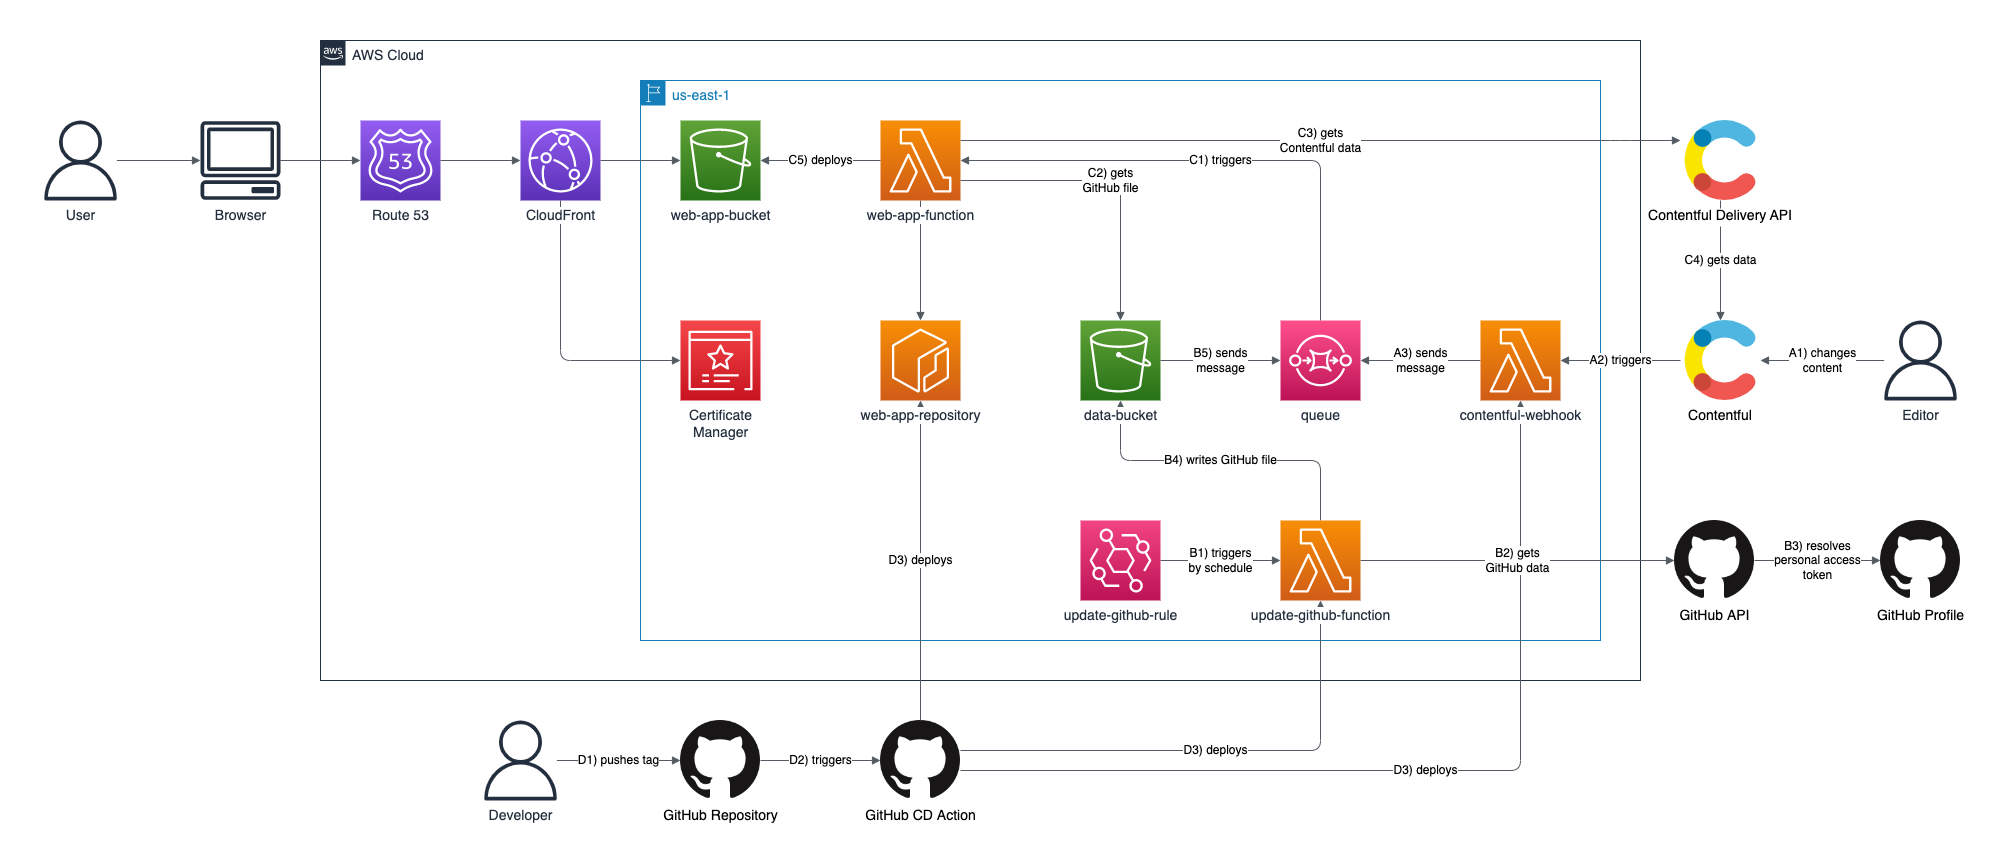 aws
AWS Cloud
us-east-1
User
Browser
53
Route 53
CloudFront
web-app-bucket
C5) deploys
web-app-function
C3) gets
Contentful data
C1) triggers
C2) gets
GitHub file
Contentful Delivery API
C4) gets data
Certificate
Manager
web-app-repository
data-bucket
B5) sends
message
queue
A3) sends
message
contentful-webhook
A2) triggers
Contentful
A1) changes
content
Editor
B4) writes GitHub file
D3) deploys
update-github-rule
B1) triggers
by schedule
update-github-function
B2) gets
GitHub data
GitHub API
B3) resolves
personal access
token
GitHub Profile
Developer
D1) pushes tag
GitHub Repository
D2) triggers
GitHub CD Action
D3) deploys
D3) deploys